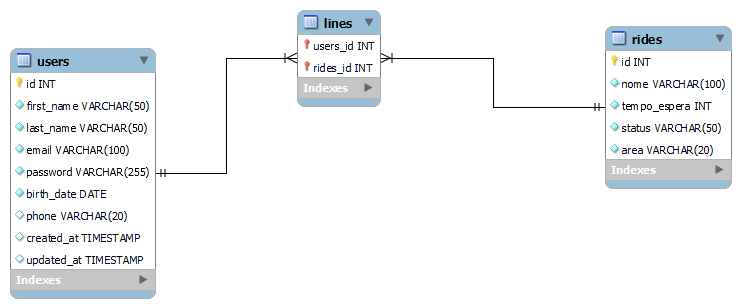 users
id INT
first_name VARCHAR(50)
last_name VARCHAR(50)
email VARCHAR(100)
password VARCHAR(255)
birth_date DATE
phone VARCHAR(20)
created_at TIMESTAMP
updated_at TIMESTAMP
Indexes
lines
users_id INT
rides_id INT
Indexes
rides
id INT
nome VARCHAR(100)
tempo_espera INT
status VARCHAR(50)
area VARCHAR(20)
Indexes